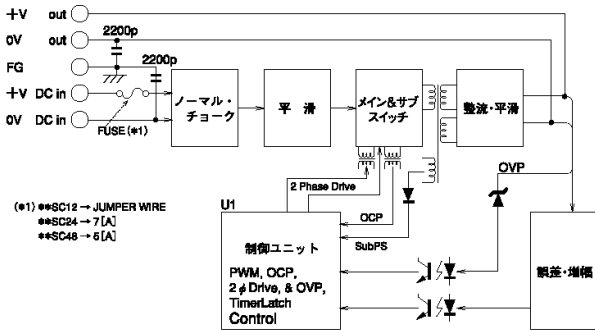 +V out
0V out
2200p
FG
2200p
+V DC in
0V DC in
FUSE(*1)
ノーマル・
チョーク
平滑
メイン&サブ
スイッチ
整流・平滑
2 Phase Drive
OCP
SubPS
OVP
(*1) **SC12→JUMPER WIRE
**SC24→7[A]
**SC48→5[A]
U1
制御ユニット
PWM, OCP,
2φDrive, & OVP,
TimerLatch
Control
誤差・増幅